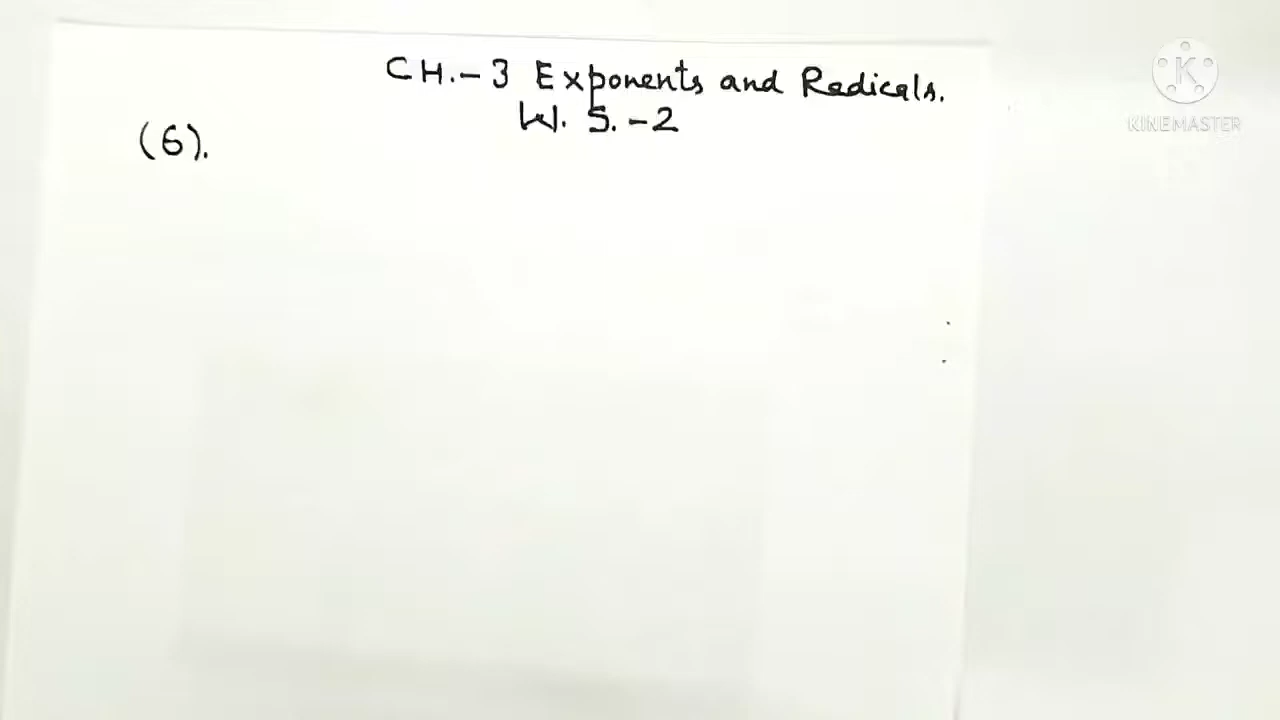 CH.-3 Exponents and Radicals.
W. S.-2
(6).
K
KINEMASTER